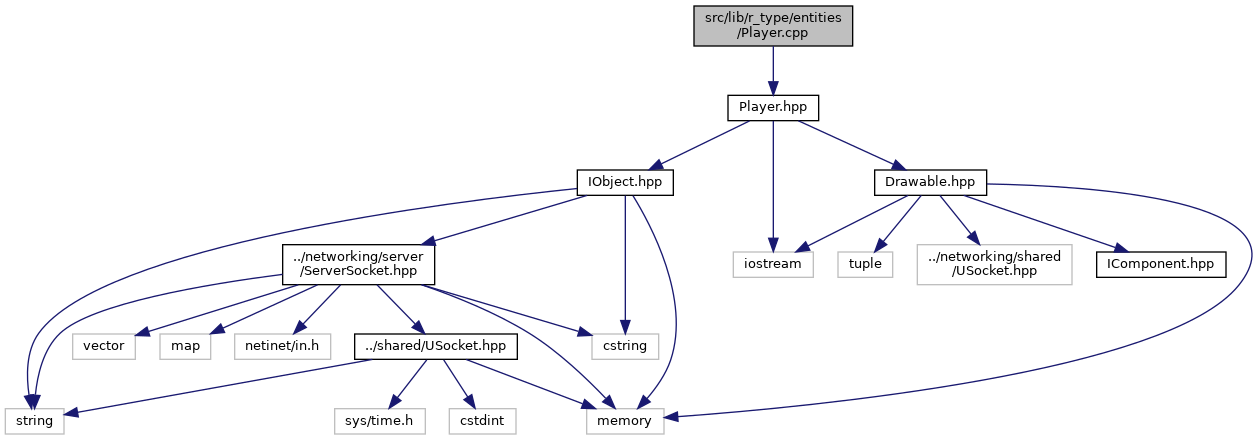 src/lib/r_type/entities
/Player.cpp
Player.hpp
IObject.hpp
Drawable.hpp
../networking/server
/ServerSocket.hpp
iostream
tuple
../networking/shared
/USocket.hpp
IComponent.hpp
vector
map
netinet/in.h
../shared/USocket.hpp
cstring
string
sys/time.h
cstdint
memory